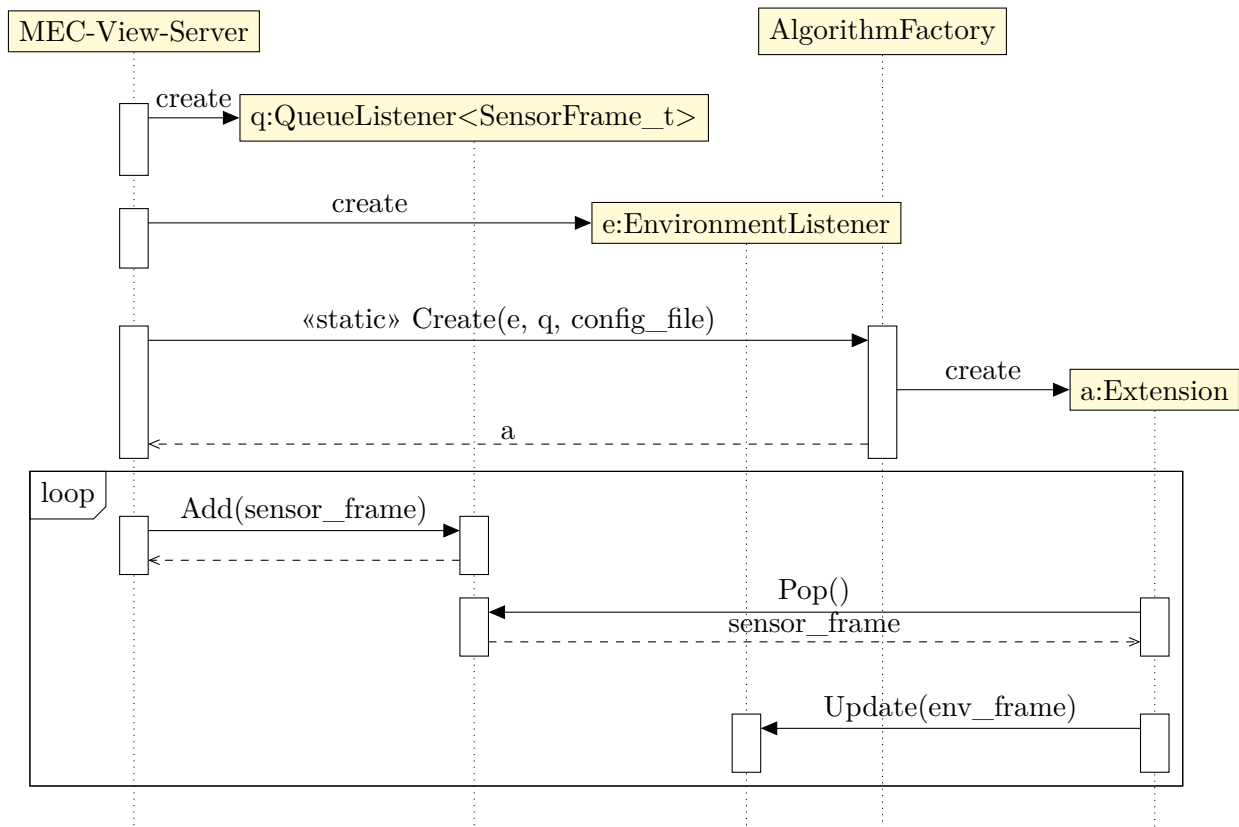 MEC-View-Server
AlgorithmFactory
create
q:QueueListener<SensorFrame_t>
create
e:EnvironmentListener
«static» Create(e, q, config_file)
create
a:Extension
a
loop
Add(sensor_frame)
Pop()
sensor_frame
Update(env_frame)